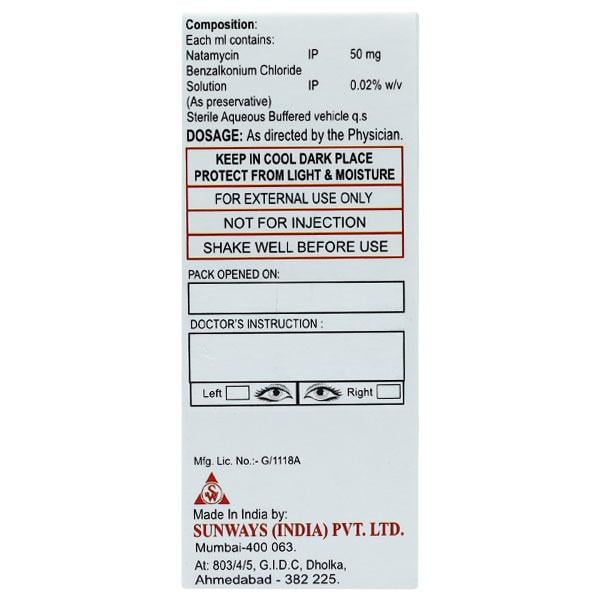 Composition:
Each ml contains:
Natamycin IP 50 mg
Benzalkonium Chloride
Solution IP 0.02% w/v
(As preservative)
Sterile Aqueous Buffered vehicle q.s
DOSAGE: As directed by the Physician.
KEEP IN COOL DARK PLACE
PROTECT FROM LIGHT & MOISTURE
FOR EXTERNAL USE ONLY
NOT FOR INJECTION
SHAKE WELL BEFORE USE
PACK OPENED ON:
DOCTOR'S INSTRUCTION :
Left Right
Mfg. Lic. No.:- G/1118A
SW
Made In India by:
SUNWAYS (INDIA) PVT. LTD.
Mumbai-400 063.
At: 803/4/5, G.I.D.C, Dholka,
Ahmedabad - 382 225.